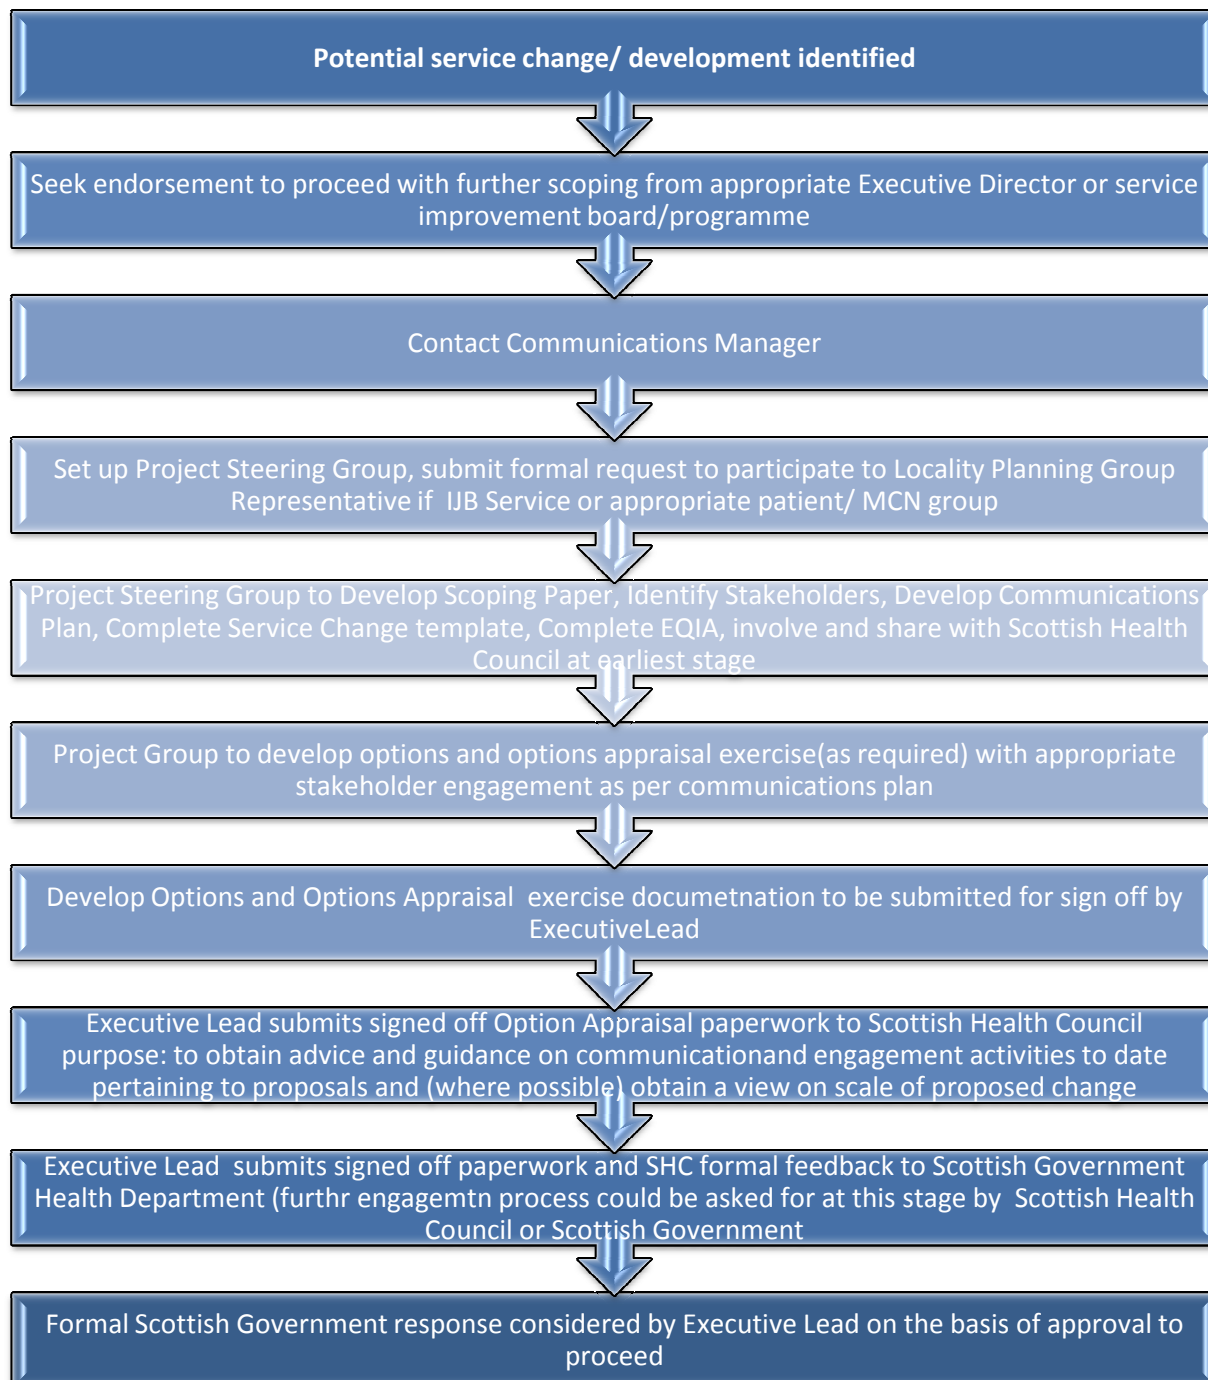 Potential service change/ development identified
Seek endorsement to proceed with further scoping from appropriate Executive Director or service
improvement board/programme
Contact Communications Manager
Set up Project Steering Group, submit formal request to participate to Locality Planning Group
Representative if  IJB Service or appropriate patient/ MCN group
Project Steering Group to Develop Scoping Paper, Identify Stakeholders, Develop Communications
Plan, Complete Service Change template, Complete EQIA, involve and share with Scottish Health
Council at earliest stage
Project Group to develop options and options appraisal exercise(as required) with appropriate
stakeholder engagement as per communications plan
Develop Options and Options Appraisal  exercise documetnation to be submitted for sign off by
ExecutiveLead
Executive Lead submits signed off Option Appraisal paperwork to Scottish Health Council
purpose: to obtain advice and guidance on communicationand engagement activities to date
pertaining to proposals and (where possible) obtain a view on scale of proposed change
Executive Lead  submits signed off paperwork and SHC formal feedback to Scottish Government
Health Department (furthr engagemtn process could be asked for at this stage by  Scottish Health
Council or Scottish Government
Formal Scottish Government response considered by Executive Lead on the basis of approval to
proceed